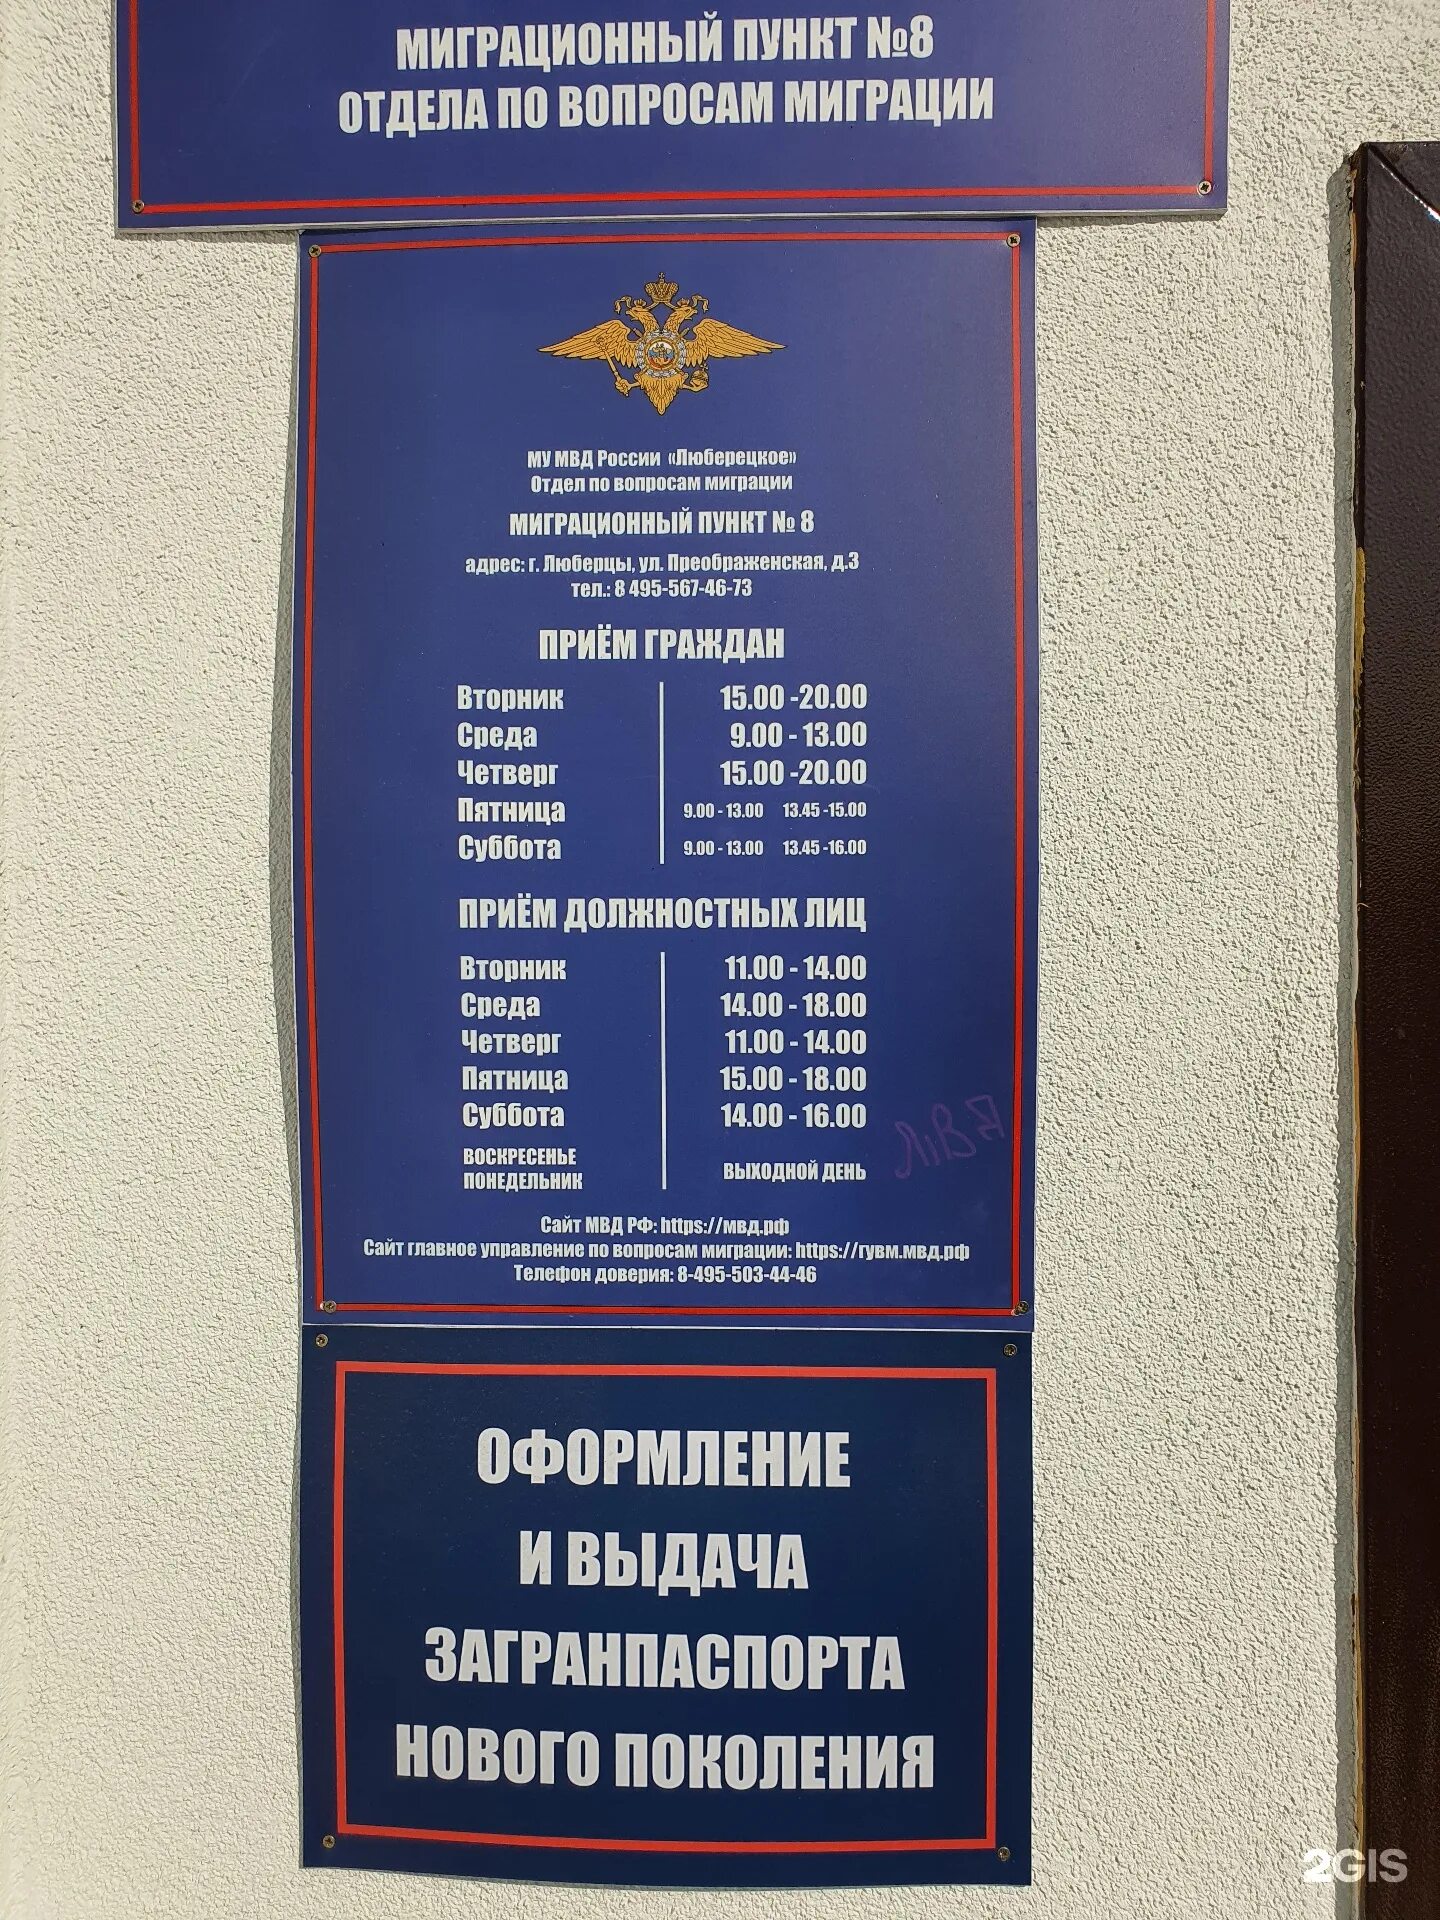 МИГРАЦИОННЫЙ ПУНКТ №8
ОТДЕЛА ПО ВОПРОСАМ МИГРАЦИИ
МУ МВД России «Люберецкое»
Отдел по вопросам миграции
МИГРАЦИОННЫЙ ПУНКТ № 8
адрес: г. Люберцы, ул. Преображенская, д.3
тел.: 8 495-567-46-73
ПРИЁМ ГРАЖДАН
Вторник 15.00 -20.00
Среда 9.00 - 13.00
Четверг 15.00 -20.00
Пятница 9.00 - 13.00 13.45 -15.00
Суббота 9.00 - 13.00 13.45 -16.00
ПРИЁМ ДОЛЖНОСТНЫХ ЛИЦ
Вторник 11.00 - 14.00
Среда 14.00 - 18.00
Четверг 11.00 - 14.00
Пятница 15.00 - 18.00
Суббота 14.00 - 16.00
ВОСКРЕСЕНЬЕ
ПОНЕДЕЛЬНИК ВЫХОДНОЙ ДЕНЬ
Сайт МВД РФ: https://мвд.рф
Сайт главное управление по вопросам миграции: https://гувм.мвд.рф
Телефон доверия: 8-495-503-44-46
ОФОРМЛЕНИЕ
И ВЫДАЧА
ЗАГРАНПАСПОРТА
НОВОГО ПОКОЛЕНИЯ
2GIS